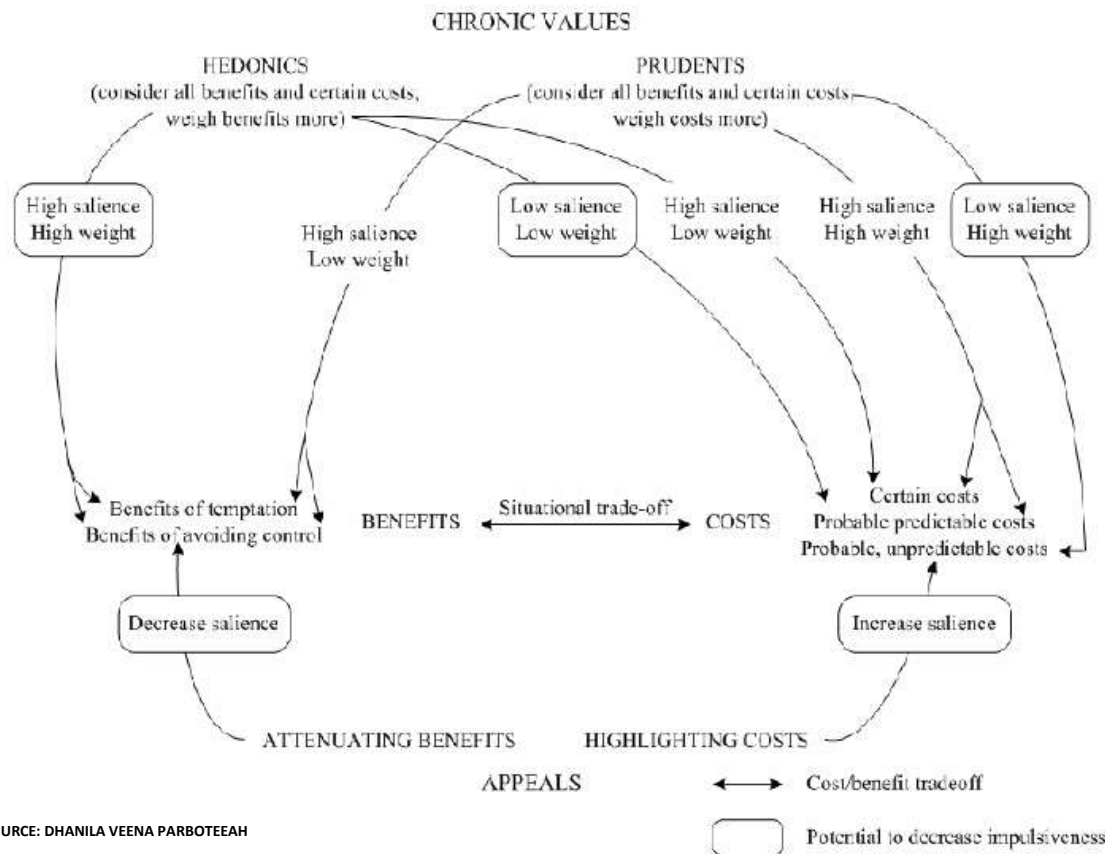 CHRONIC VALUES
HEDONICS
(consider all benefits and certain costs,
weigh benefits more)
PRUDENTS
(consider all benefits and certain costs,
weigh costs more)
High salience
High weight
High salience
Low weight
Low salience
Low weight
High salience
Low weight
High salience
High weight
Low salience
High weight
Benefits of temptation
Benefits of avoiding control
BENEFITS
Situational trade-off
COSTS
Certain costs
Probable predictable costs
Probable, unpredictable costs
Decrease salience
Increase salience
ATTENUATING BENEFITS
HIGHLIGHTING COSTS
APPEALS
Cost/benefit tradeoff
Potential to decrease impulsiveness
URCE: DHANILA VEENA PARBOTEEAH